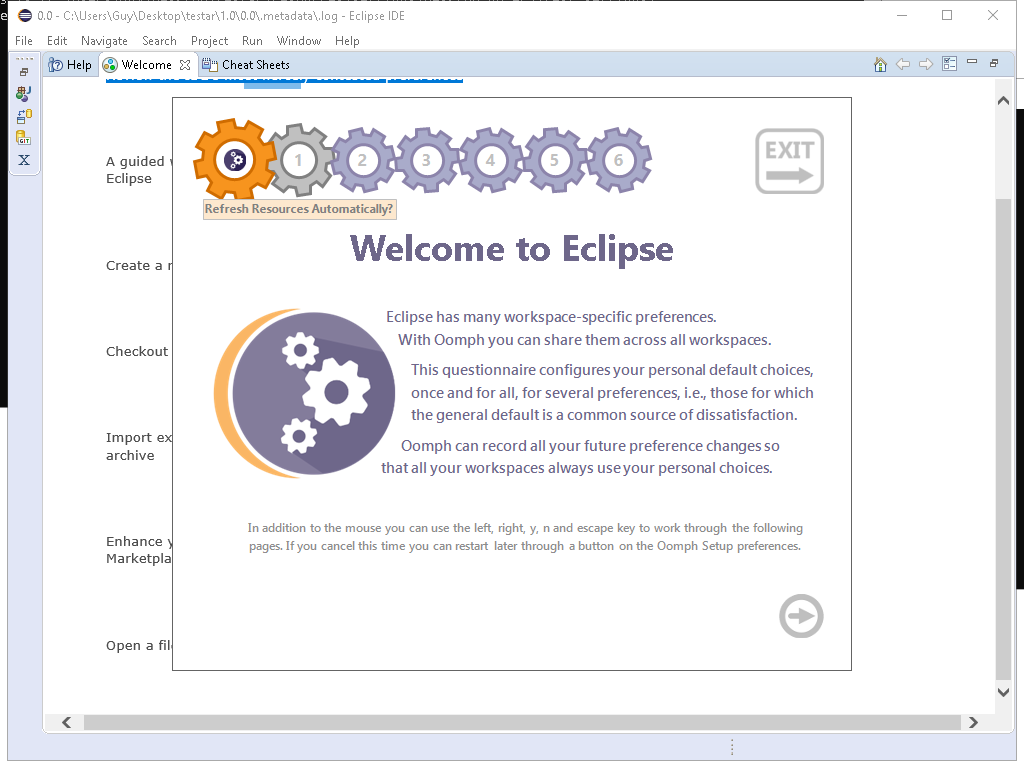 0.0 - C:\Users\Guy\Desktop\testar\1.0\0.0\.metadata\.log - Eclipse IDE
File Edit Navigate Search Project Run Window Help
Help Welcome Cheat Sheets
GIT
X
1 2 3 4 5 6
EXIT
Refresh Resources Automatically?
Welcome to Eclipse
A guided
Eclipse
Create a
Checkout
Import
archive
Enhance
Open a
Eclipse has many workspace-specific preferences.
With Oomph you can share them across all workspaces.
This questionnaire configures your personal default choices,
once and for all, for several preferences, i.e., those for which
the general default is a common source of dissatisfaction.
Oomph can record all your future preference changes so
that all your workspaces always use your personal choices.
In addition to the mouse you can use the left, right, y, n and escape key to work through the following
pages. If you cancel this time you can restart later through a button on the Oomph Setup preferences.